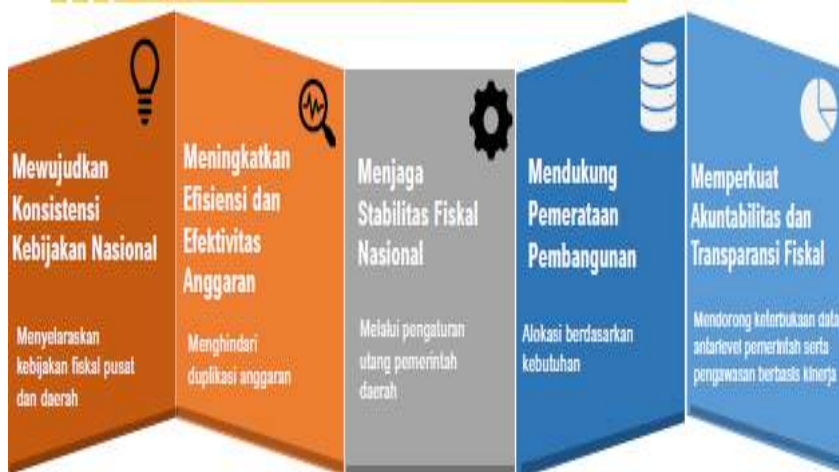 Mewujudkan
Konsistensi
Kebijakan Nasional
Menyelaraskan
kebijakan fiskal pusat
dan daerah
Meningkatkan
Efisiensi dan
Efektivitas
Anggaran
Menghindari
duplikasi anggaran
Menjaga
Stabilitas Fiskal
Nasional
Melalui pengaturan
utang pemerintah
daerah
Mendukung
Pemerataan
Pembangunan
Alokasi berdasarkan
kebutuhan
Memperkuat
Akuntabilitas dan
Transparansi Fiskal
Mendorong keterbukaan data
antarlevel pemerintah serta
pengawasan berbasis kinerja